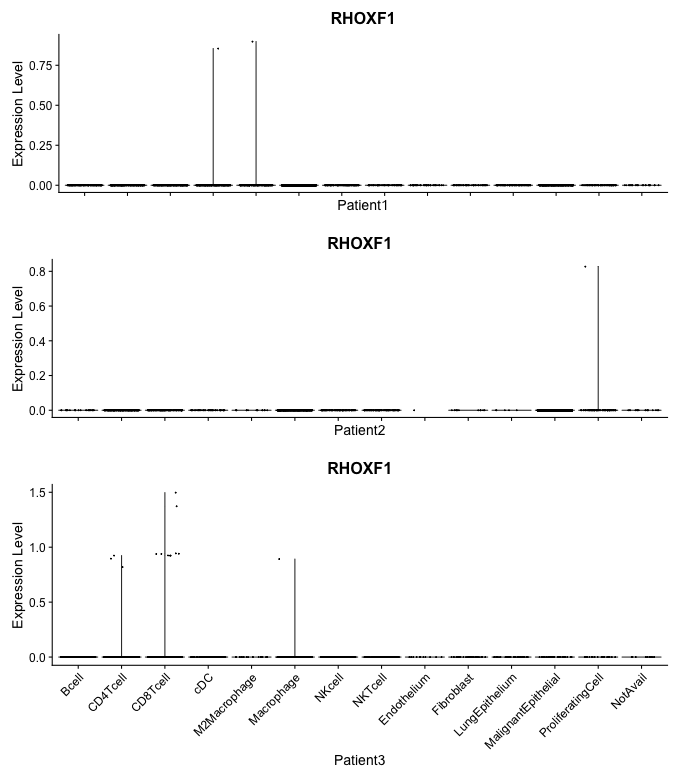 RHOXF1
Expression Level
0.75
0.50
0.25
0.00
Patient1
RHOXF1
Expression Level
0.8
0.6
0.4
0.2
0.0
Patient2
RHOXF1
Expression Level
1.5
1.0
0.5
0.0
Bcell
CD4Tcell
CD8Tcell
cDC
M2Macrophage
Macrophage
NKcell
NKTcell
Endothelium
Fibroblast
LungEpithelium
MalignantEpithelial
ProliferatingCell
NotAvail
Patient3